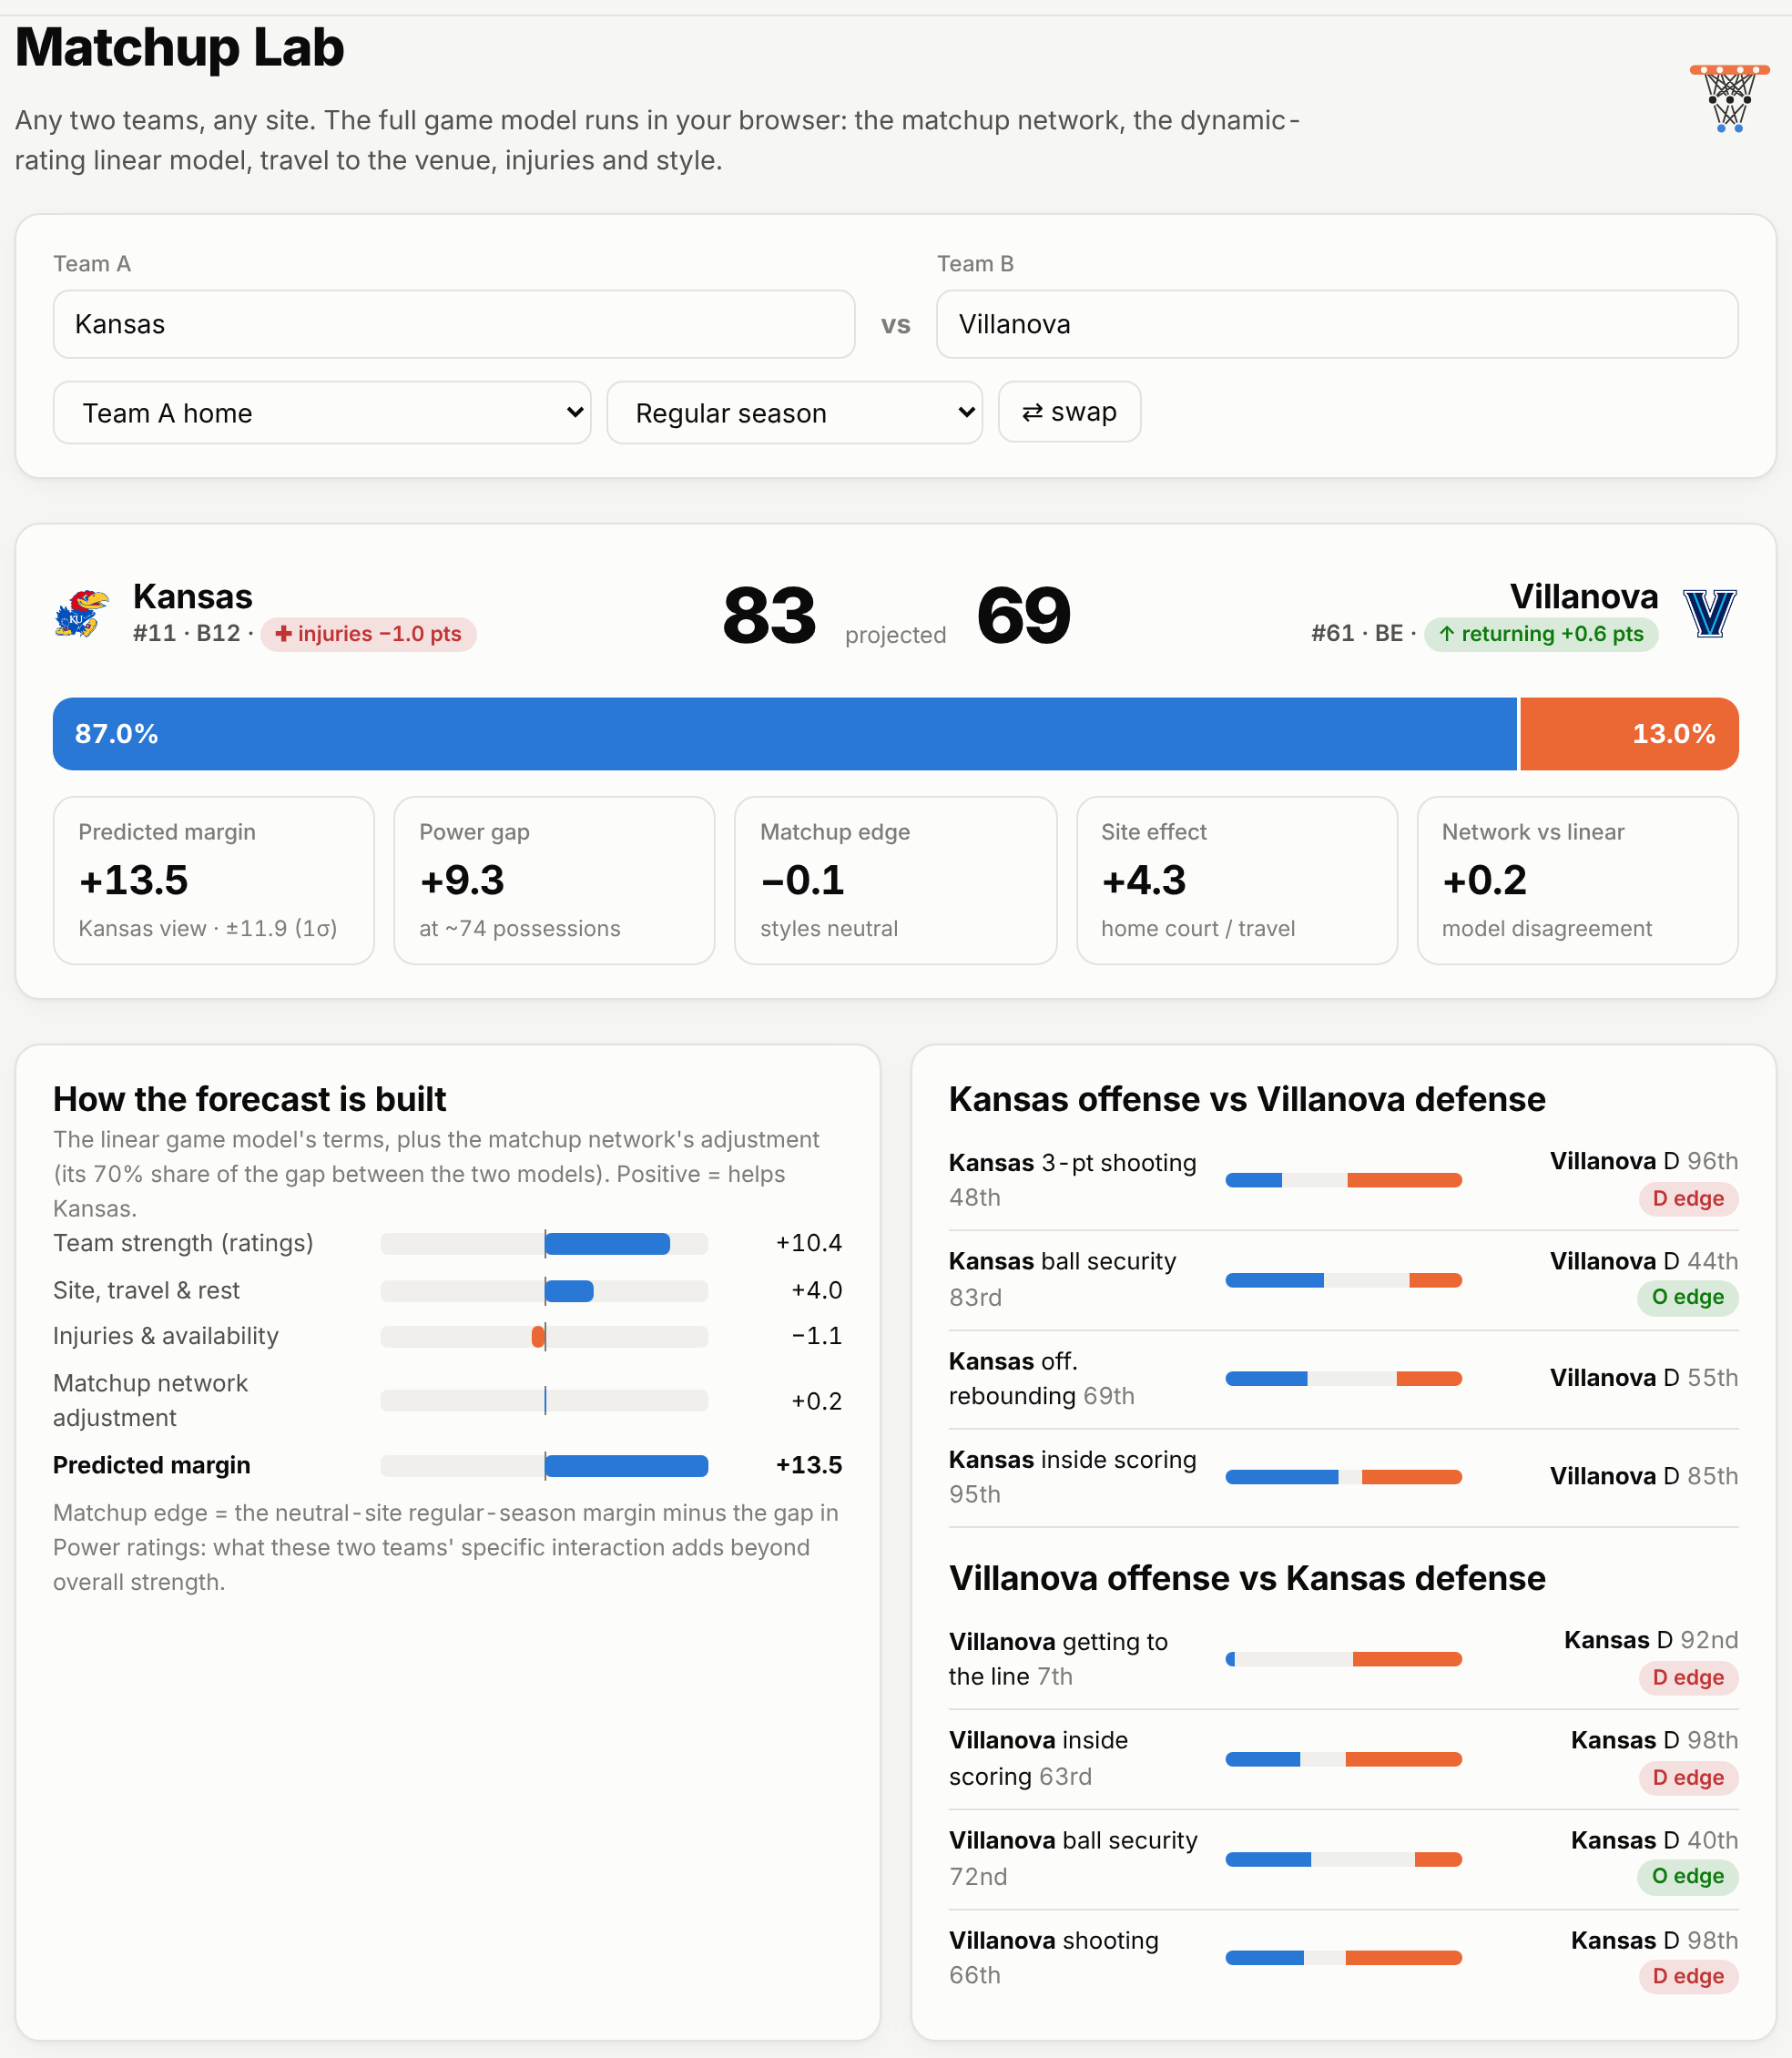 Matchup Lab
Any two teams, any site. The full game model runs in your browser: the matchup network, the dynamic-
rating linear model, travel to the venue, injuries and style.
Team A
Team B
Kansas
vs
Villanova
Team A home
Regular season
⇄ swap
Kansas
#11 · B12 · ✚ injuries −1.0 pts
83 projected 69
Villanova
#61 · BE · ↑ returning +0.6 pts
KU
V
87.0%
13.0%
Predicted margin
+13.5
Kansas view · ±11.9 (1σ)
Power gap
+9.3
at ~74 possessions
Matchup edge
−0.1
styles neutral
Site effect
+4.3
home court / travel
Network vs linear
+0.2
model disagreement
How the forecast is built
The linear game model's terms, plus the matchup network's adjustment
(its 70% share of the gap between the two models). Positive = helps
Kansas.
Team strength (ratings) +10.4
Site, travel & rest +4.0
Injuries & availability −1.1
Matchup network
adjustment
+0.2
Predicted margin +13.5
Matchup edge = the neutral-site regular-season margin minus the gap in
Power ratings: what these two teams' specific interaction adds beyond
overall strength.
Kansas offense vs Villanova defense
Kansas 3-pt shooting
48th
Villanova D 96th
D edge
Kansas ball security
83rd
Villanova D 44th
O edge
Kansas off.
rebounding 69th
Villanova D 55th
Kansas inside scoring
95th
Villanova D 85th
Villanova offense vs Kansas defense
Villanova getting to
the line 7th
Kansas D 92nd
D edge
Villanova inside
scoring 63rd
Kansas D 98th
D edge
Villanova ball security
72nd
Kansas D 40th
O edge
Villanova shooting
66th
Kansas D 98th
D edge